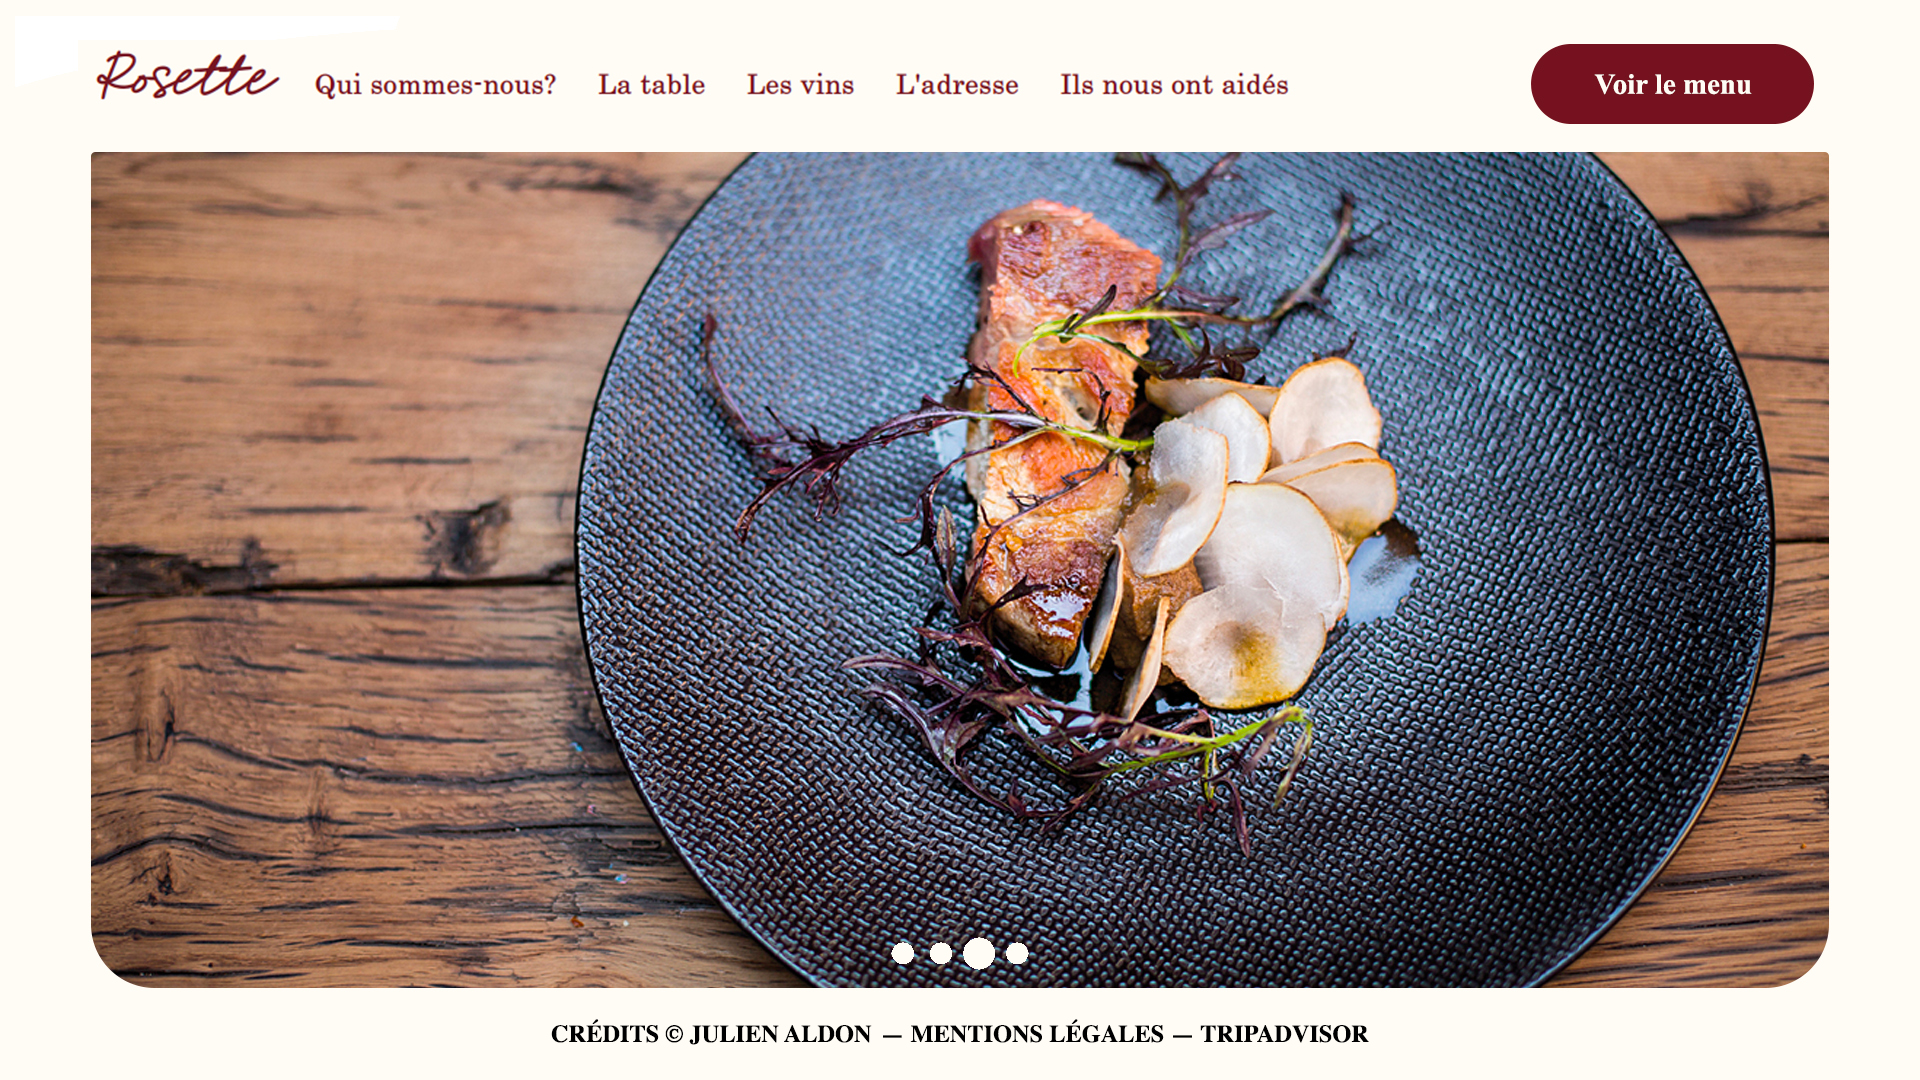 Rosette
Qui sommes-nous? La table Les vins L'adresse Ils nous ont aidés
Voir le menu
CRÉDITS © JULIEN ALDON — MENTIONS LÉGALES — TRIPADVISOR